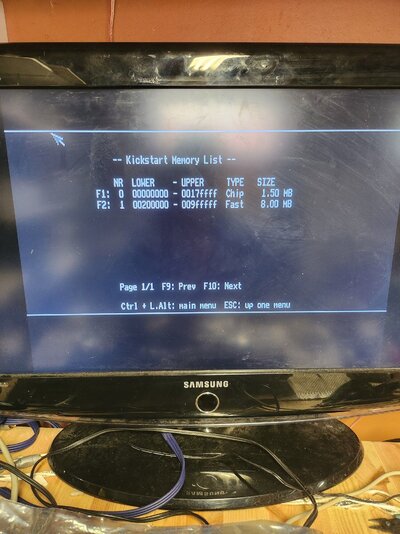 -- Kickstart Memory List --
NR LOWER - UPPER TYPE SIZE
F1: 0 00000000 - 0017ffff Chip 1.50 MB
F2: 1 00200000 - 009fffff Fast 8.00 MB
Page 1/1 F9: Prev F10: Next
Ctrl + L.Alt: main menu ESC: up one menu
SAMSUNG
SAMSUNG